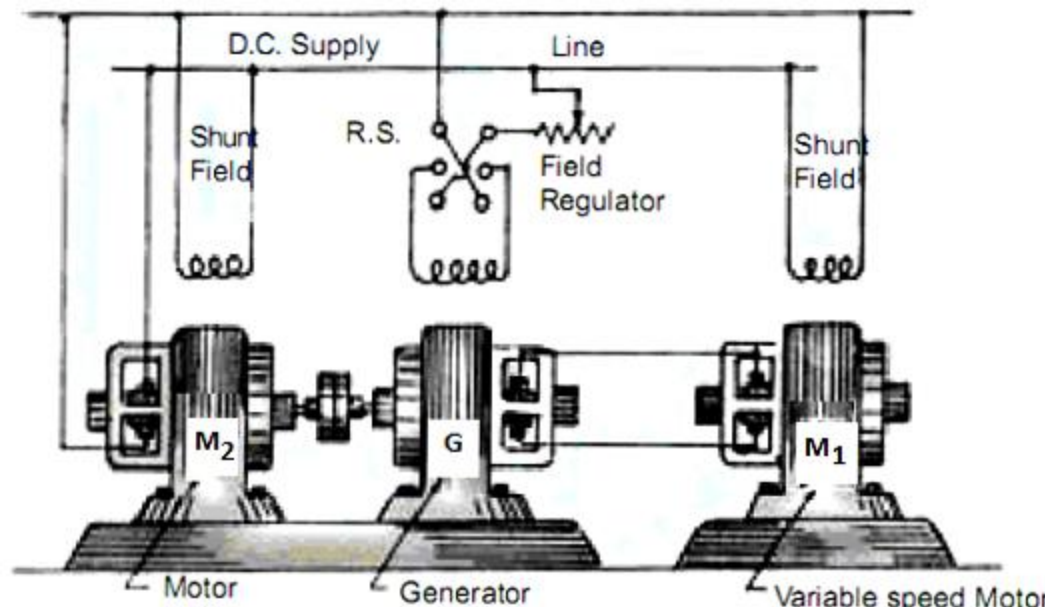 D.C. Supply
Line
Shunt
Field
R.S.
Field
Regulator
Shunt
Field
M2
G
M1
Motor
Generator
Variable speed Motor